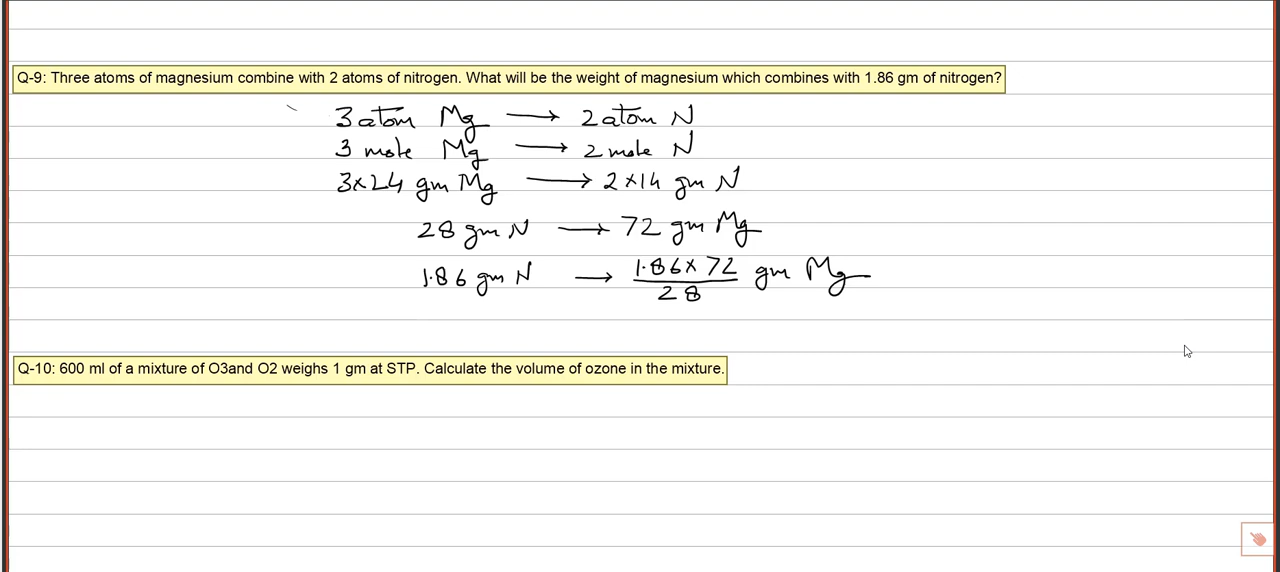 Q-9: Three atoms of magnesium combine with 2 atoms of nitrogen. What will be the weight of magnesium which combines with 1.86 gm of nitrogen?
3 atom Mg → 2 atom N
3 mole Mg → 2 mole N
3×24 gm Mg → 2×14 gm N
28 gm N → 72 gm Mg
1.86 gm N → 1.86×72/28 gm Mg
Q-10: 600 ml of a mixture of O3and O2 weighs 1 gm at STP. Calculate the volume of ozone in the mixture.